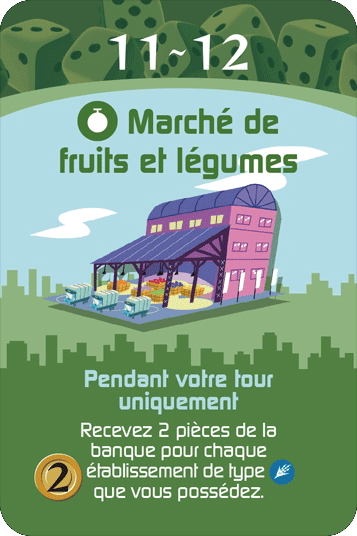 11~12
Marché de
fruits et légumes
Pendant votre tour
uniquement
Recevez 2 pièces de la
banque pour chaque
2 établissement de type
que vous possédez.